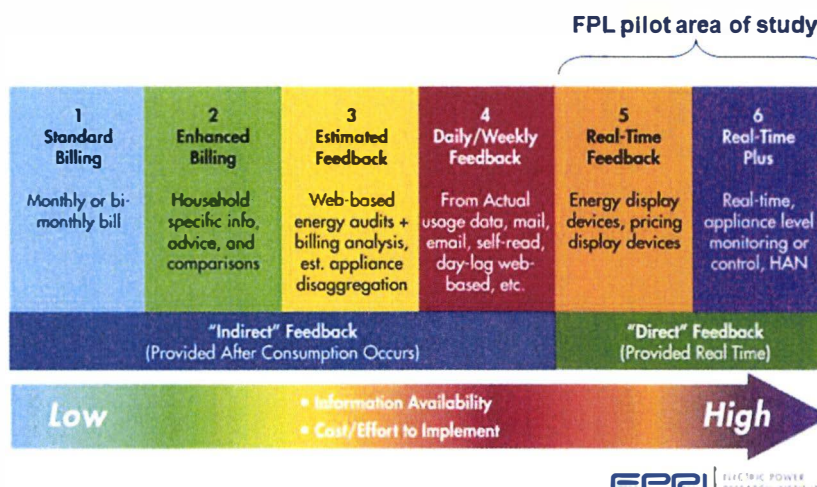 FPL pilot area of study
1
Standard
Billing
Monthly or bi-
monthly bill
2
Enhanced
Billing
Household
specific info,
advice, and
comparisons
3
Estimated
Feedback
Web-based
energy audits +
billing analysis,
est. appliance
disaggregation
4
Daily/Weekly
Feedback
From Actual
usage data, mail,
email, self-read,
day-lag web-
based, etc.
5
Real-Time
Feedback
Energy display
devices, pricing
display devices
6
Real-Time
Plus
Real-time,
appliance level
monitoring or
control, HAN
"Indirect" Feedback
(Provided After Consumption Occurs)
"Direct" Feedback
(Provided Real Time)
Low
• Information Availability
• Cost/Effort to Implement
High
EPRI
ELECTRIC POWER